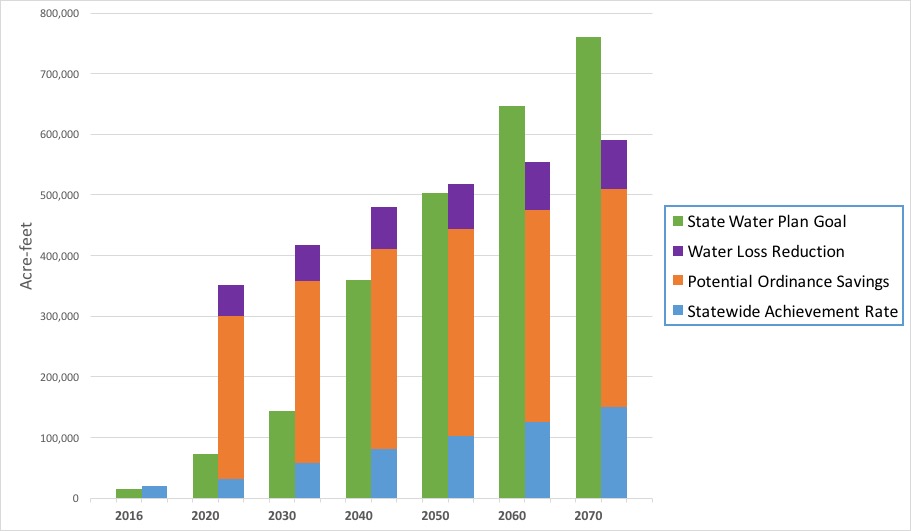 800,000
700,000
600,000
500,000
400,000
300,000
200,000
100,000
0
Acre-feet
2016 2020 2030 2040 2050 2060 2070
State Water Plan Goal
Water Loss Reduction
Potential Ordinance Savings
Statewide Achievement Rate